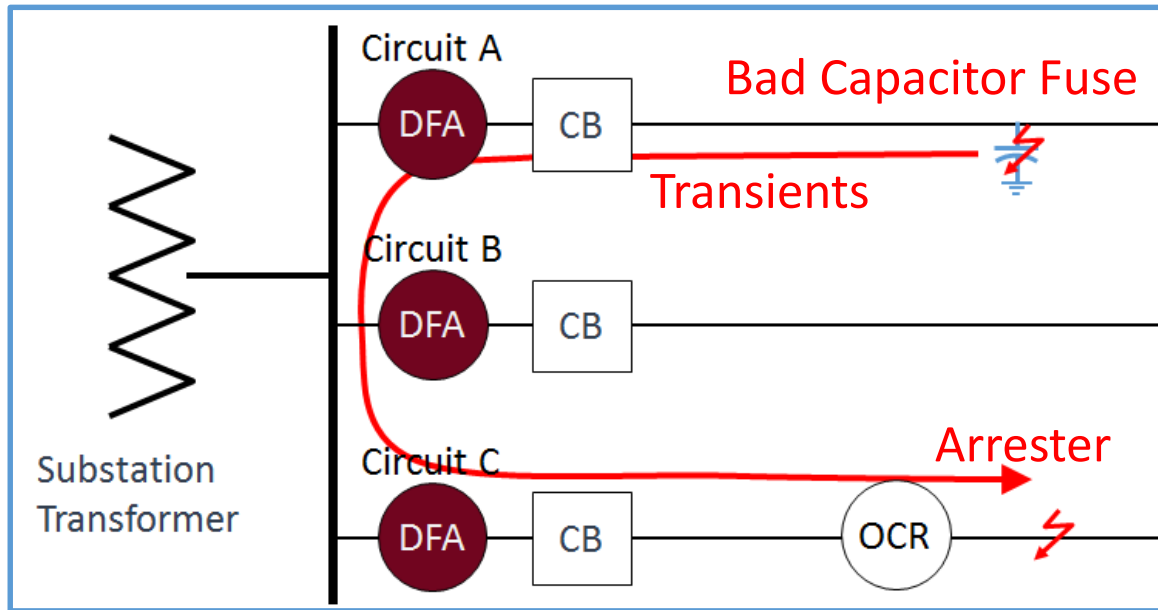 Circuit A
Bad Capacitor Fuse
DFA
CB
Transients
Circuit B
DFA
CB
Arrester
Circuit C
Substation
Transformer
DFA
CB
OCR